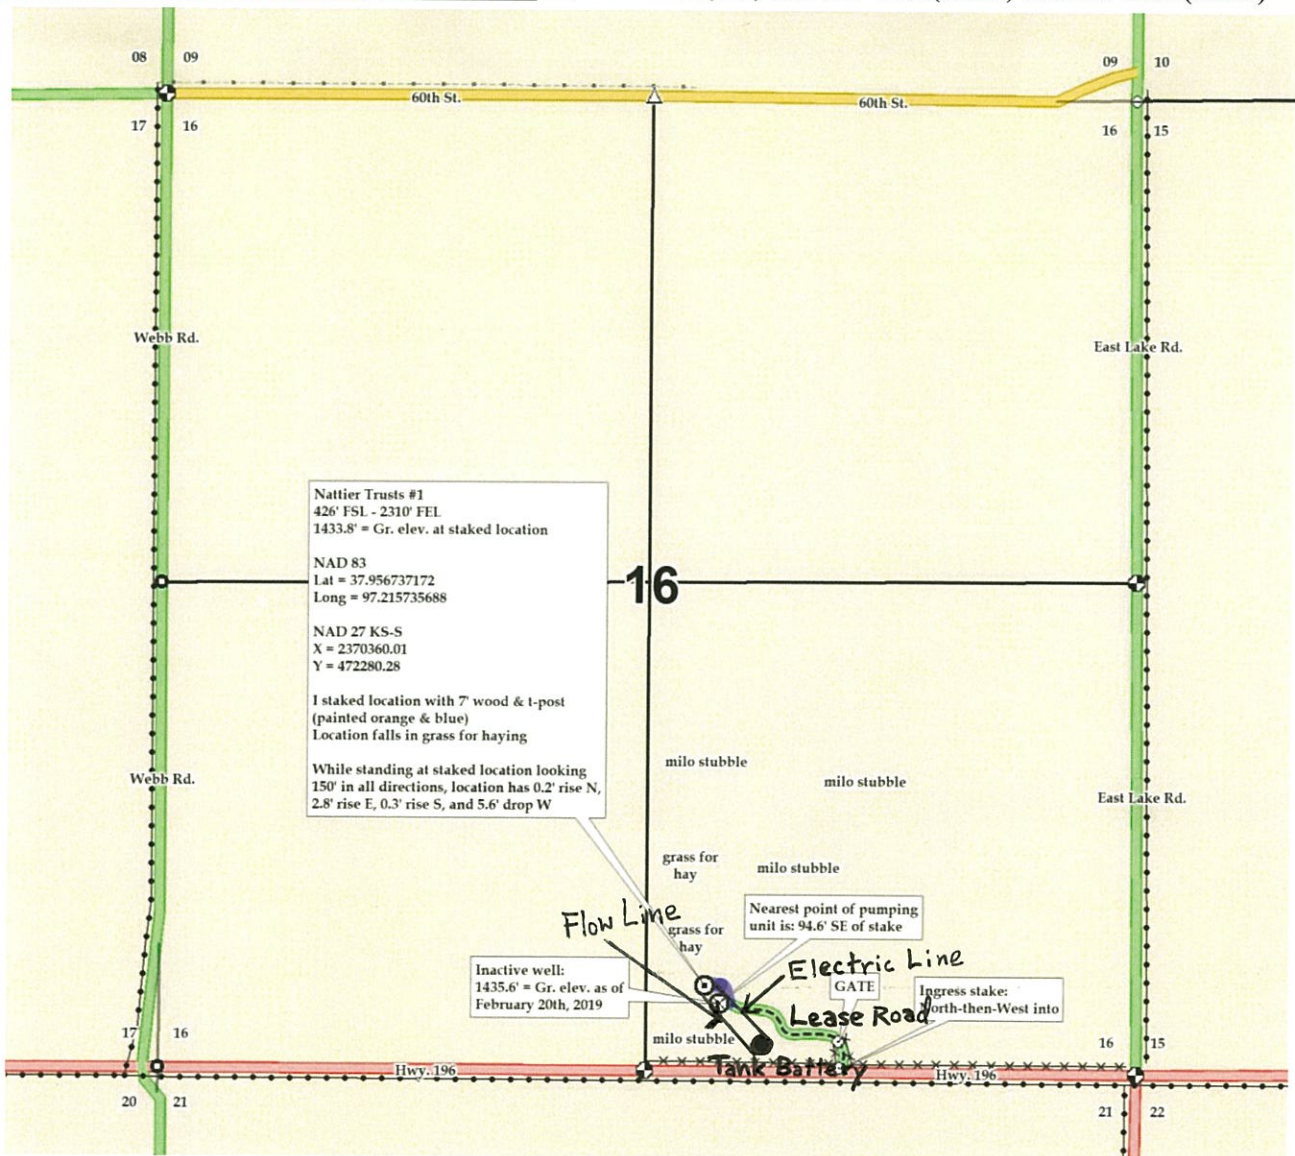 08 09
09 10
60th St.
60th St.
17 16
16 15
Webb Rd.
East Lake Rd.
Nattier Trusts #1
426' FSL - 2310' FEL
1433.8' = Gr. elev. at staked location
NAD 83
Lat = 37.956737172
Long = 97.215735688
NAD 27 KS-S
X = 2370360.01
Y = 472280.28
I staked location with 7' wood & t-post
(painted orange & blue)
Location falls in grass for haying
While standing at staked location looking
150' in all directions, location has 0.2' rise N,
2.8' rise E, 0.3' rise S, and 5.6' drop W
16
milo stubble
milo stubble
Webb Rd.
East Lake Rd.
grass for
hay
milo stubble
Nearest point of pumping
unit is: 94.6' SE of stake
Flow Line
grass for
hay
Inactive well:
1435.6' = Gr. elev. as of
February 20th, 2019
Electric Line
GATE
Ingress stake:
North-then-West into
Lease Road
milo stubble
17 16
16 15
Tank Battery
Hwy. 196
Hwy. 196
20 21
21 22